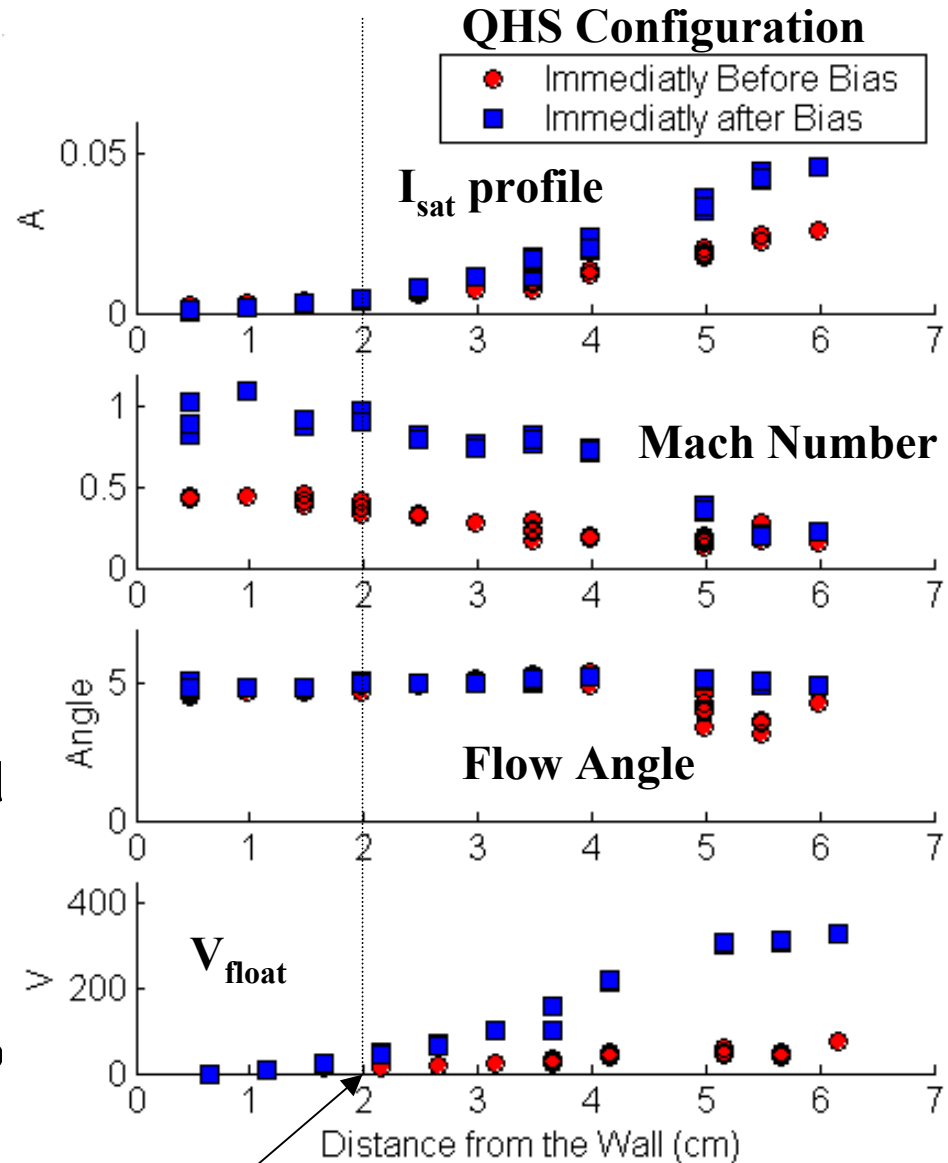 QHS Configuration
Immediatly Before Bias
Immediatly after Bias
0.05
0
A
I_sat profile
0 1 2 3 4 5 6 7
1
0.5
0
Mach Number
0 1 2 3 4 5 6 7
5
0
Angle
Flow Angle
0 1 2 3 4 5 6 7
400
200
0
V
V_float
0 1 2 3 4 5 6 7
Distance from the Wall (cm)